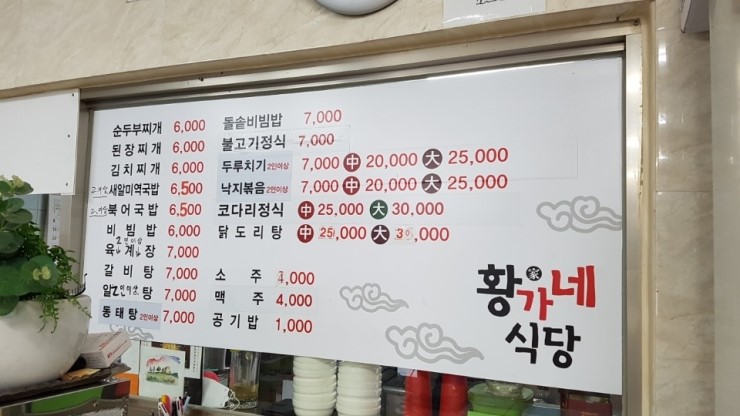 순두부찌개 6,000
된장찌개 6,000
김치찌개 6,000
새알미역국밥 6,500
북어국밥 6,500
비빔밥 6,000
육계장 7,000
갈비탕 7,000
알 2인이상 탕 7,000
동태탕 2인이상 7,000
돌솥비빔밥 7,000
불고기정식 7,000
두루치기 2인이상 7,000 中 20,000 大 25,000
낙지볶음 2인이상 7,000 中 20,000 大 25,000
코다리정식 中 25,000 大 30,000
닭도리탕 中 25,000 大 30,000
소주 4,000
맥주 4,000
공기밥 1,000
황家가네
식당